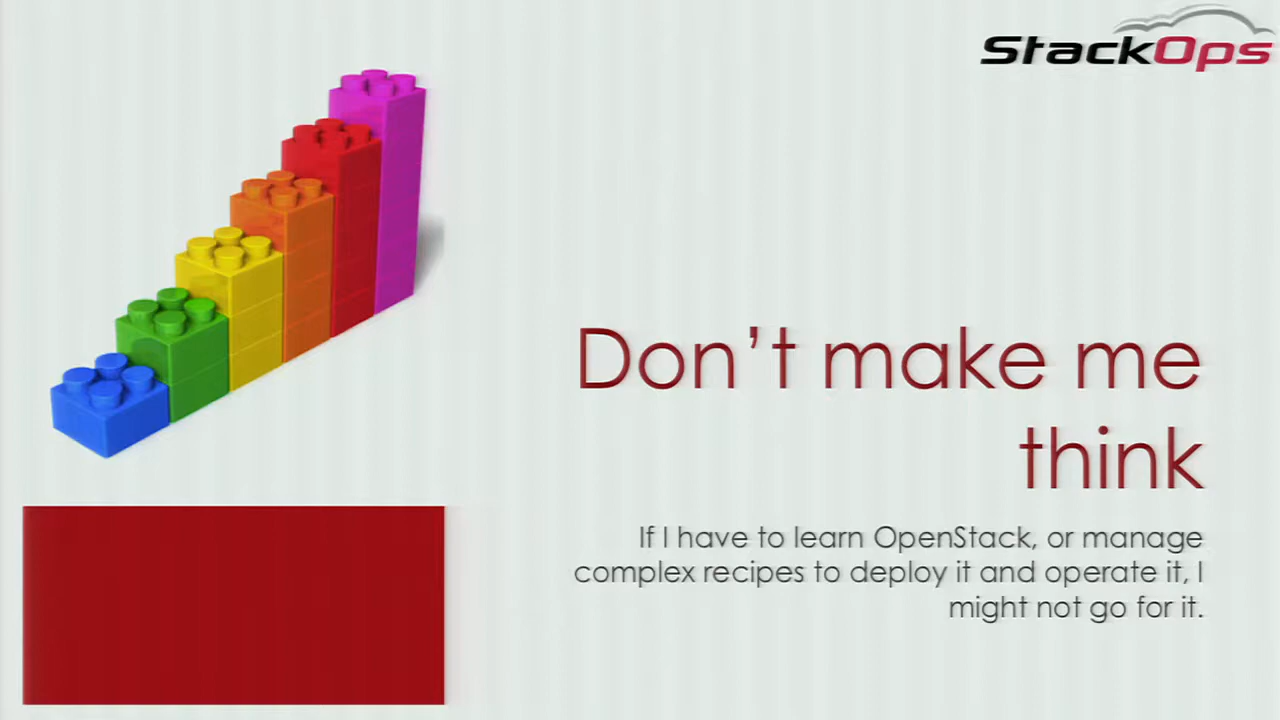 StackOps
Don’t make me
think
If I have to learn OpenStack, or manage
complex recipes to deploy it and operate it, I
might not go for it.